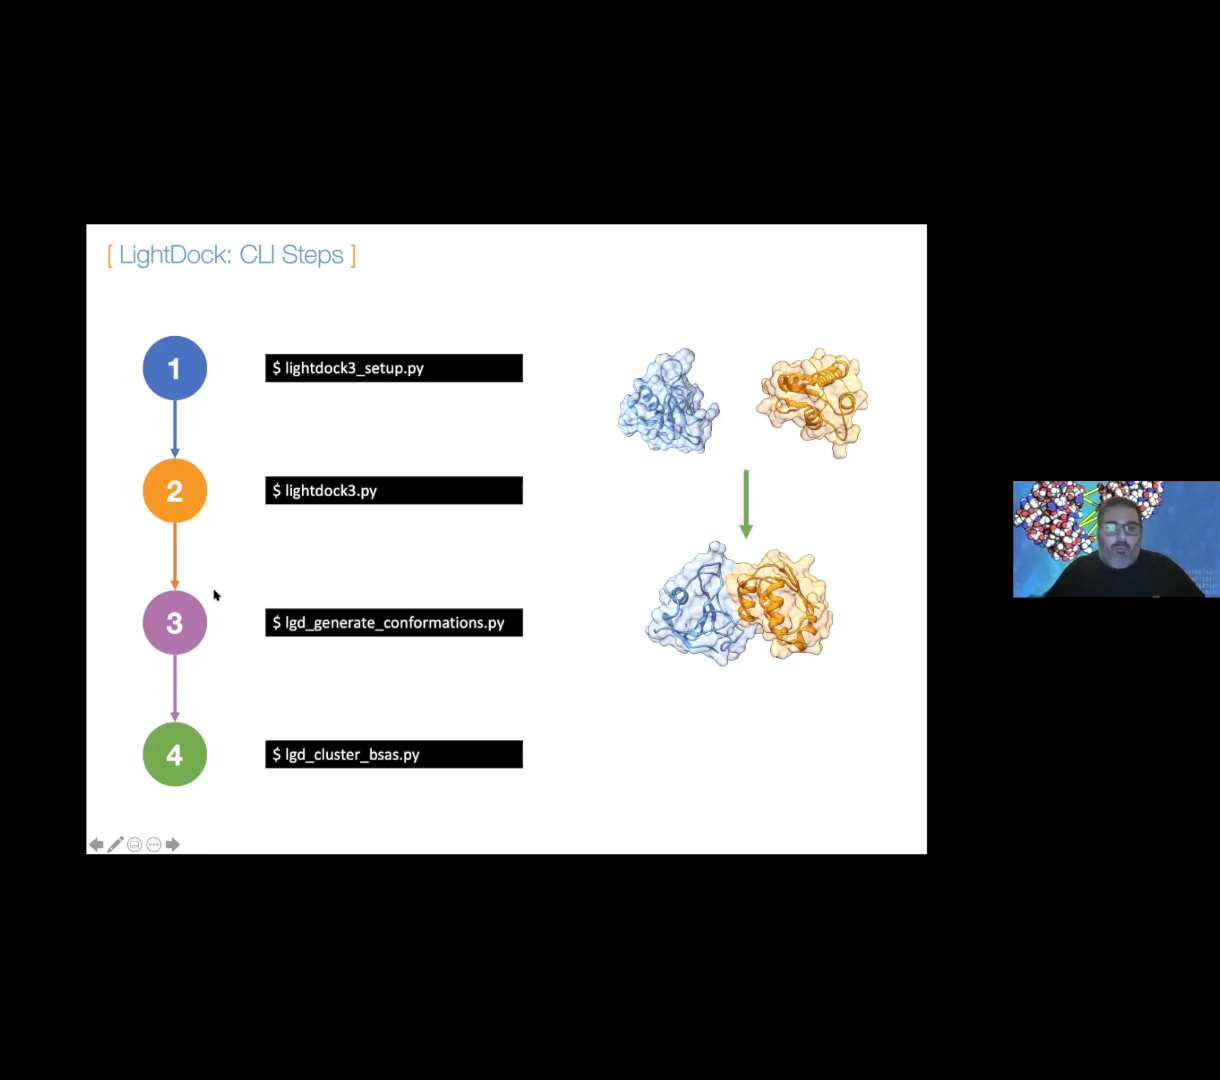 [ LightDock: CLI Steps ]
1
$ lightdock3_setup.py
2
$ lightdock3.py
3
$ lgd_generate_conformations.py
4
$ lgd_cluster_bsas.py